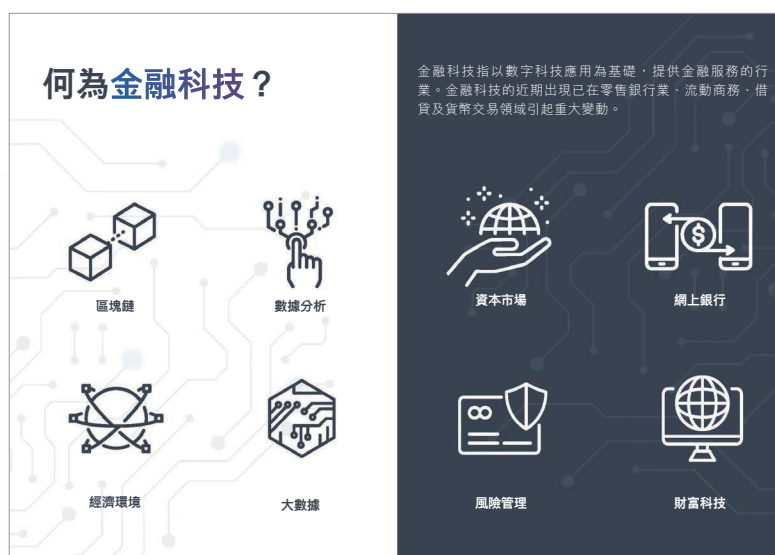 何為金融科技？
金融科技指以數字科技應用為基礎，提供金融服務的行
業。金融科技的近期出現已在零售銀行業、流動商務、借
貸及貨幣交易領域引起重大變動。
區塊鏈
數據分析
資本市場
網上銀行
經濟環境
大數據
風險管理
財富科技